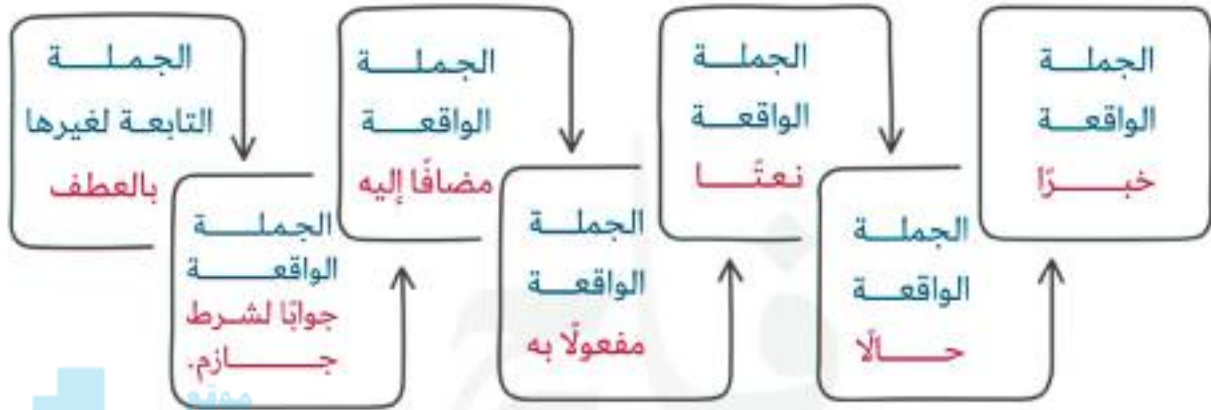 الجملة
الواقعة
خبرًا
الجملة
الواقعة
حالًا
الجملة
الواقعة
نعتًا
الجملة
الواقعة
مفعولًا به
الجملة
الواقعة
مضافًا إليه
الجملة
الواقعة
جوابًا لشرط
جازم.
الجملة
التابعة لغيرها
بالعطف
موقع